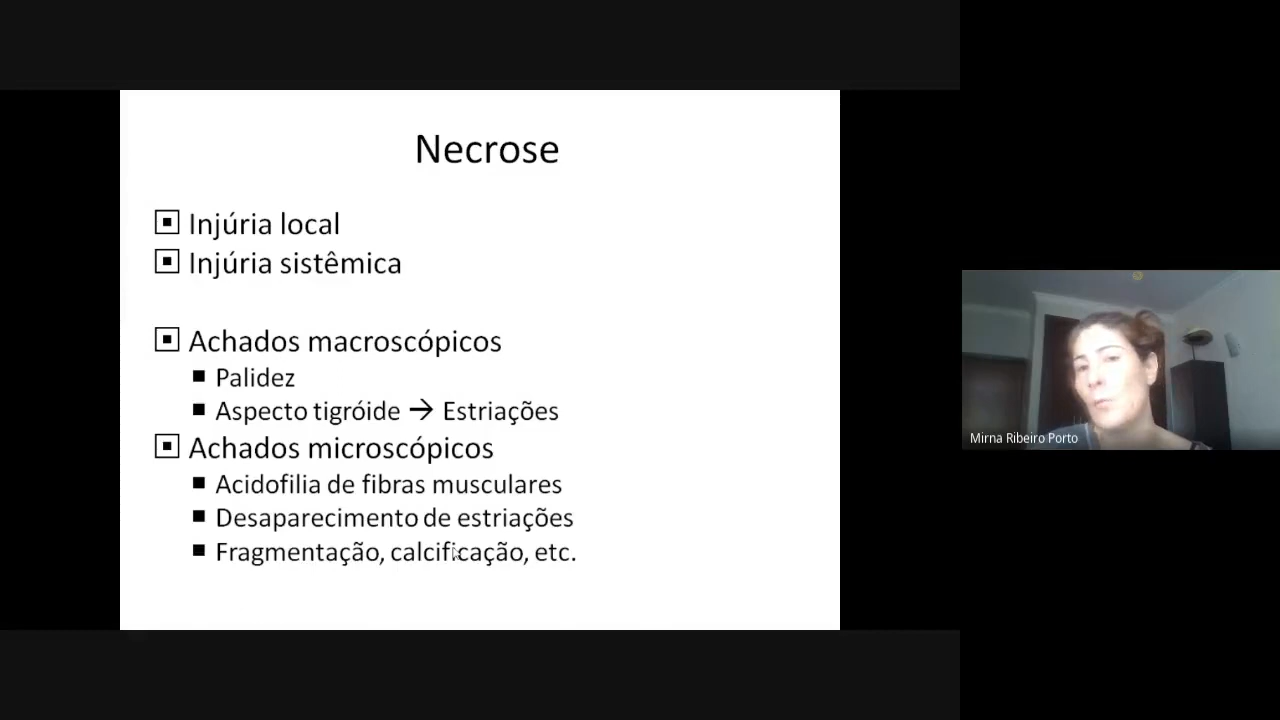 Necrose
Injúria local
Injúria sistêmica
Achados macroscópicos
Palidez
Aspecto tigróide → Estriações
Achados microscópicos
Acidofilia de fibras musculares
Desaparecimento de estriações
Fragmentação, calcificação, etc.
Mirna Ribeiro Porto